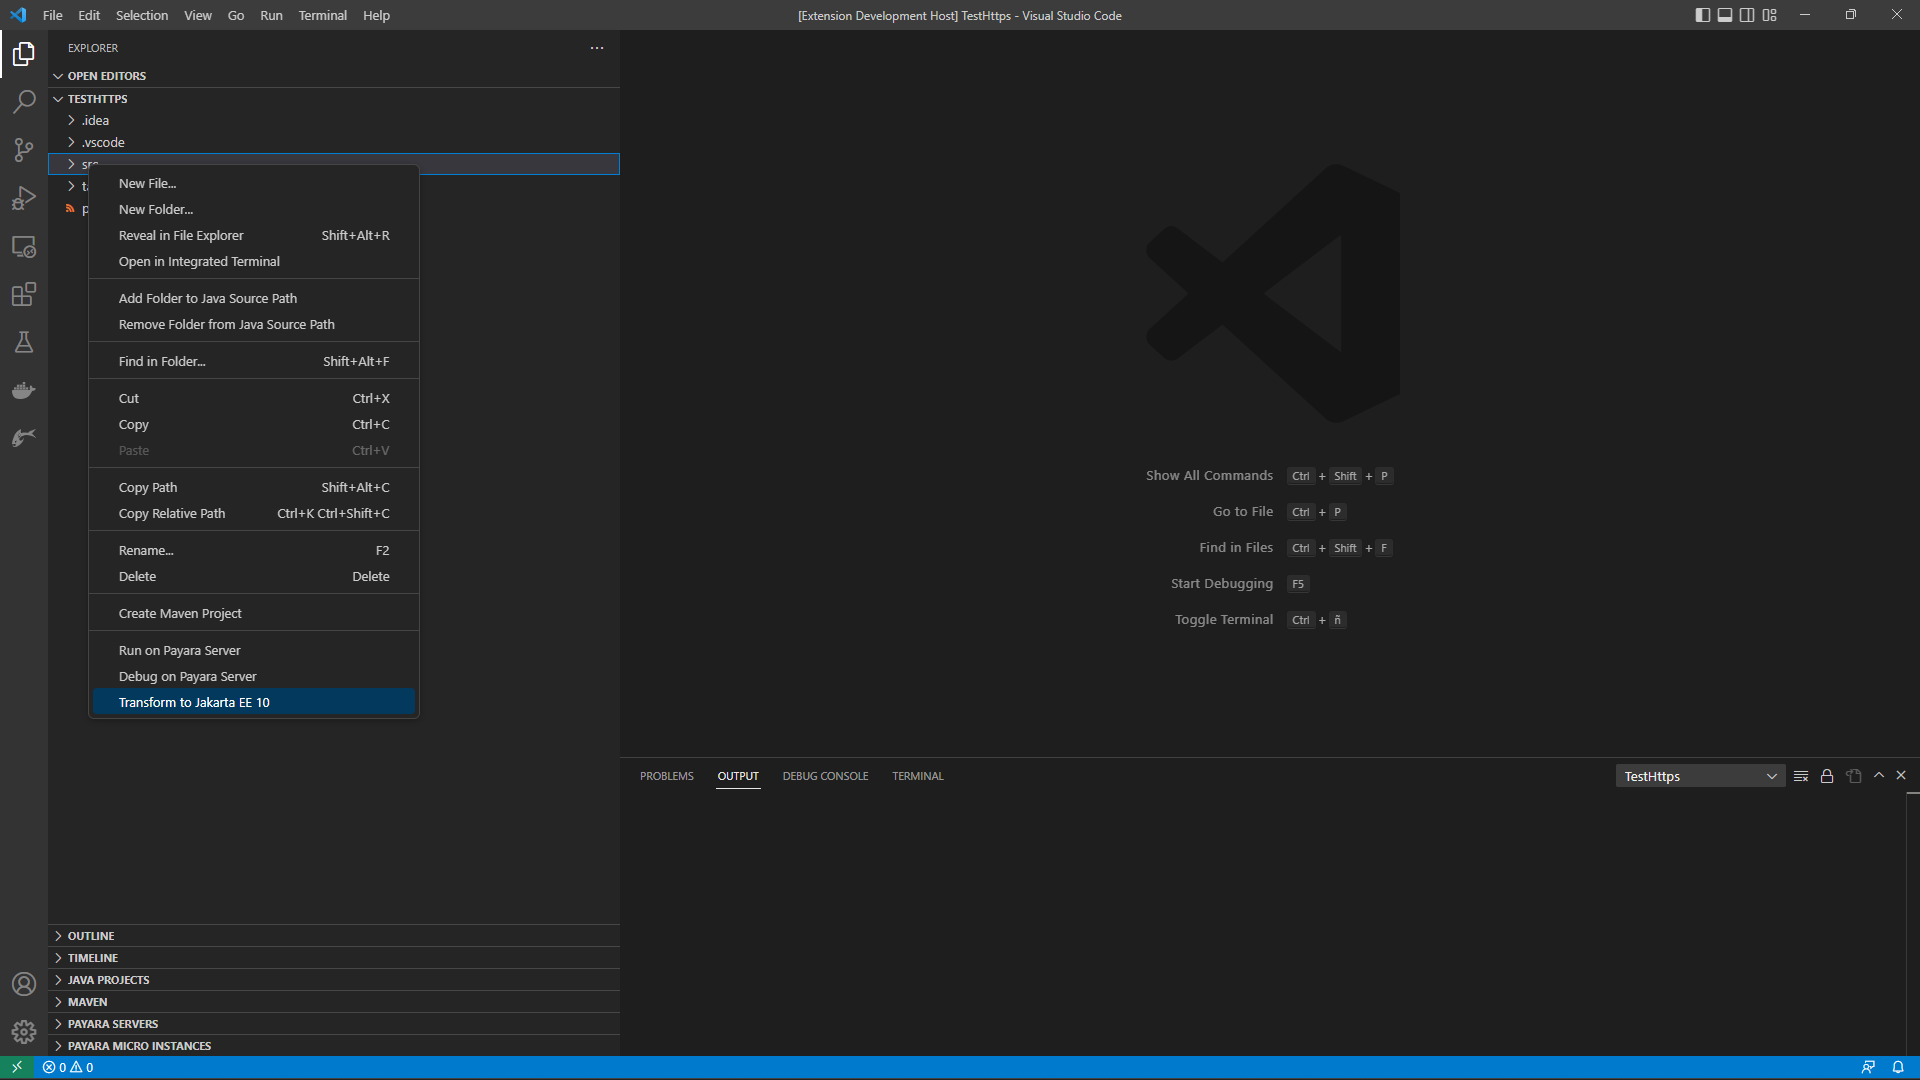 File Edit Selection View Go Run Terminal Help
[Extension Development Host] TestHttps - Visual Studio Code
EXPLORER
OPEN EDITORS
TESTHTTPS
.idea
.vscode
New File...
New Folder...
Reveal in File Explorer Shift+Alt+R
Open in Integrated Terminal
Add Folder to Java Source Path
Remove Folder from Java Source Path
Find in Folder... Shift+Alt+F
Cut Ctrl+X
Copy Ctrl+C
Paste Ctrl+V
Copy Path Shift+Alt+C
Copy Relative Path Ctrl+K Ctrl+Shift+C
Rename... F2
Delete Delete
Create Maven Project
Run on Payara Server
Debug on Payara Server
Transform to Jakarta EE 10
Show All Commands Ctrl + Shift + P
Go to File Ctrl + P
Find in Files Ctrl + Shift + F
Start Debugging F5
Toggle Terminal Ctrl + ñ
PROBLEMS OUTPUT DEBUG CONSOLE TERMINAL
TestHttps
OUTLINE
TIMELINE
JAVA PROJECTS
MAVEN
PAYARA SERVERS
PAYARA MICRO INSTANCES
0 0